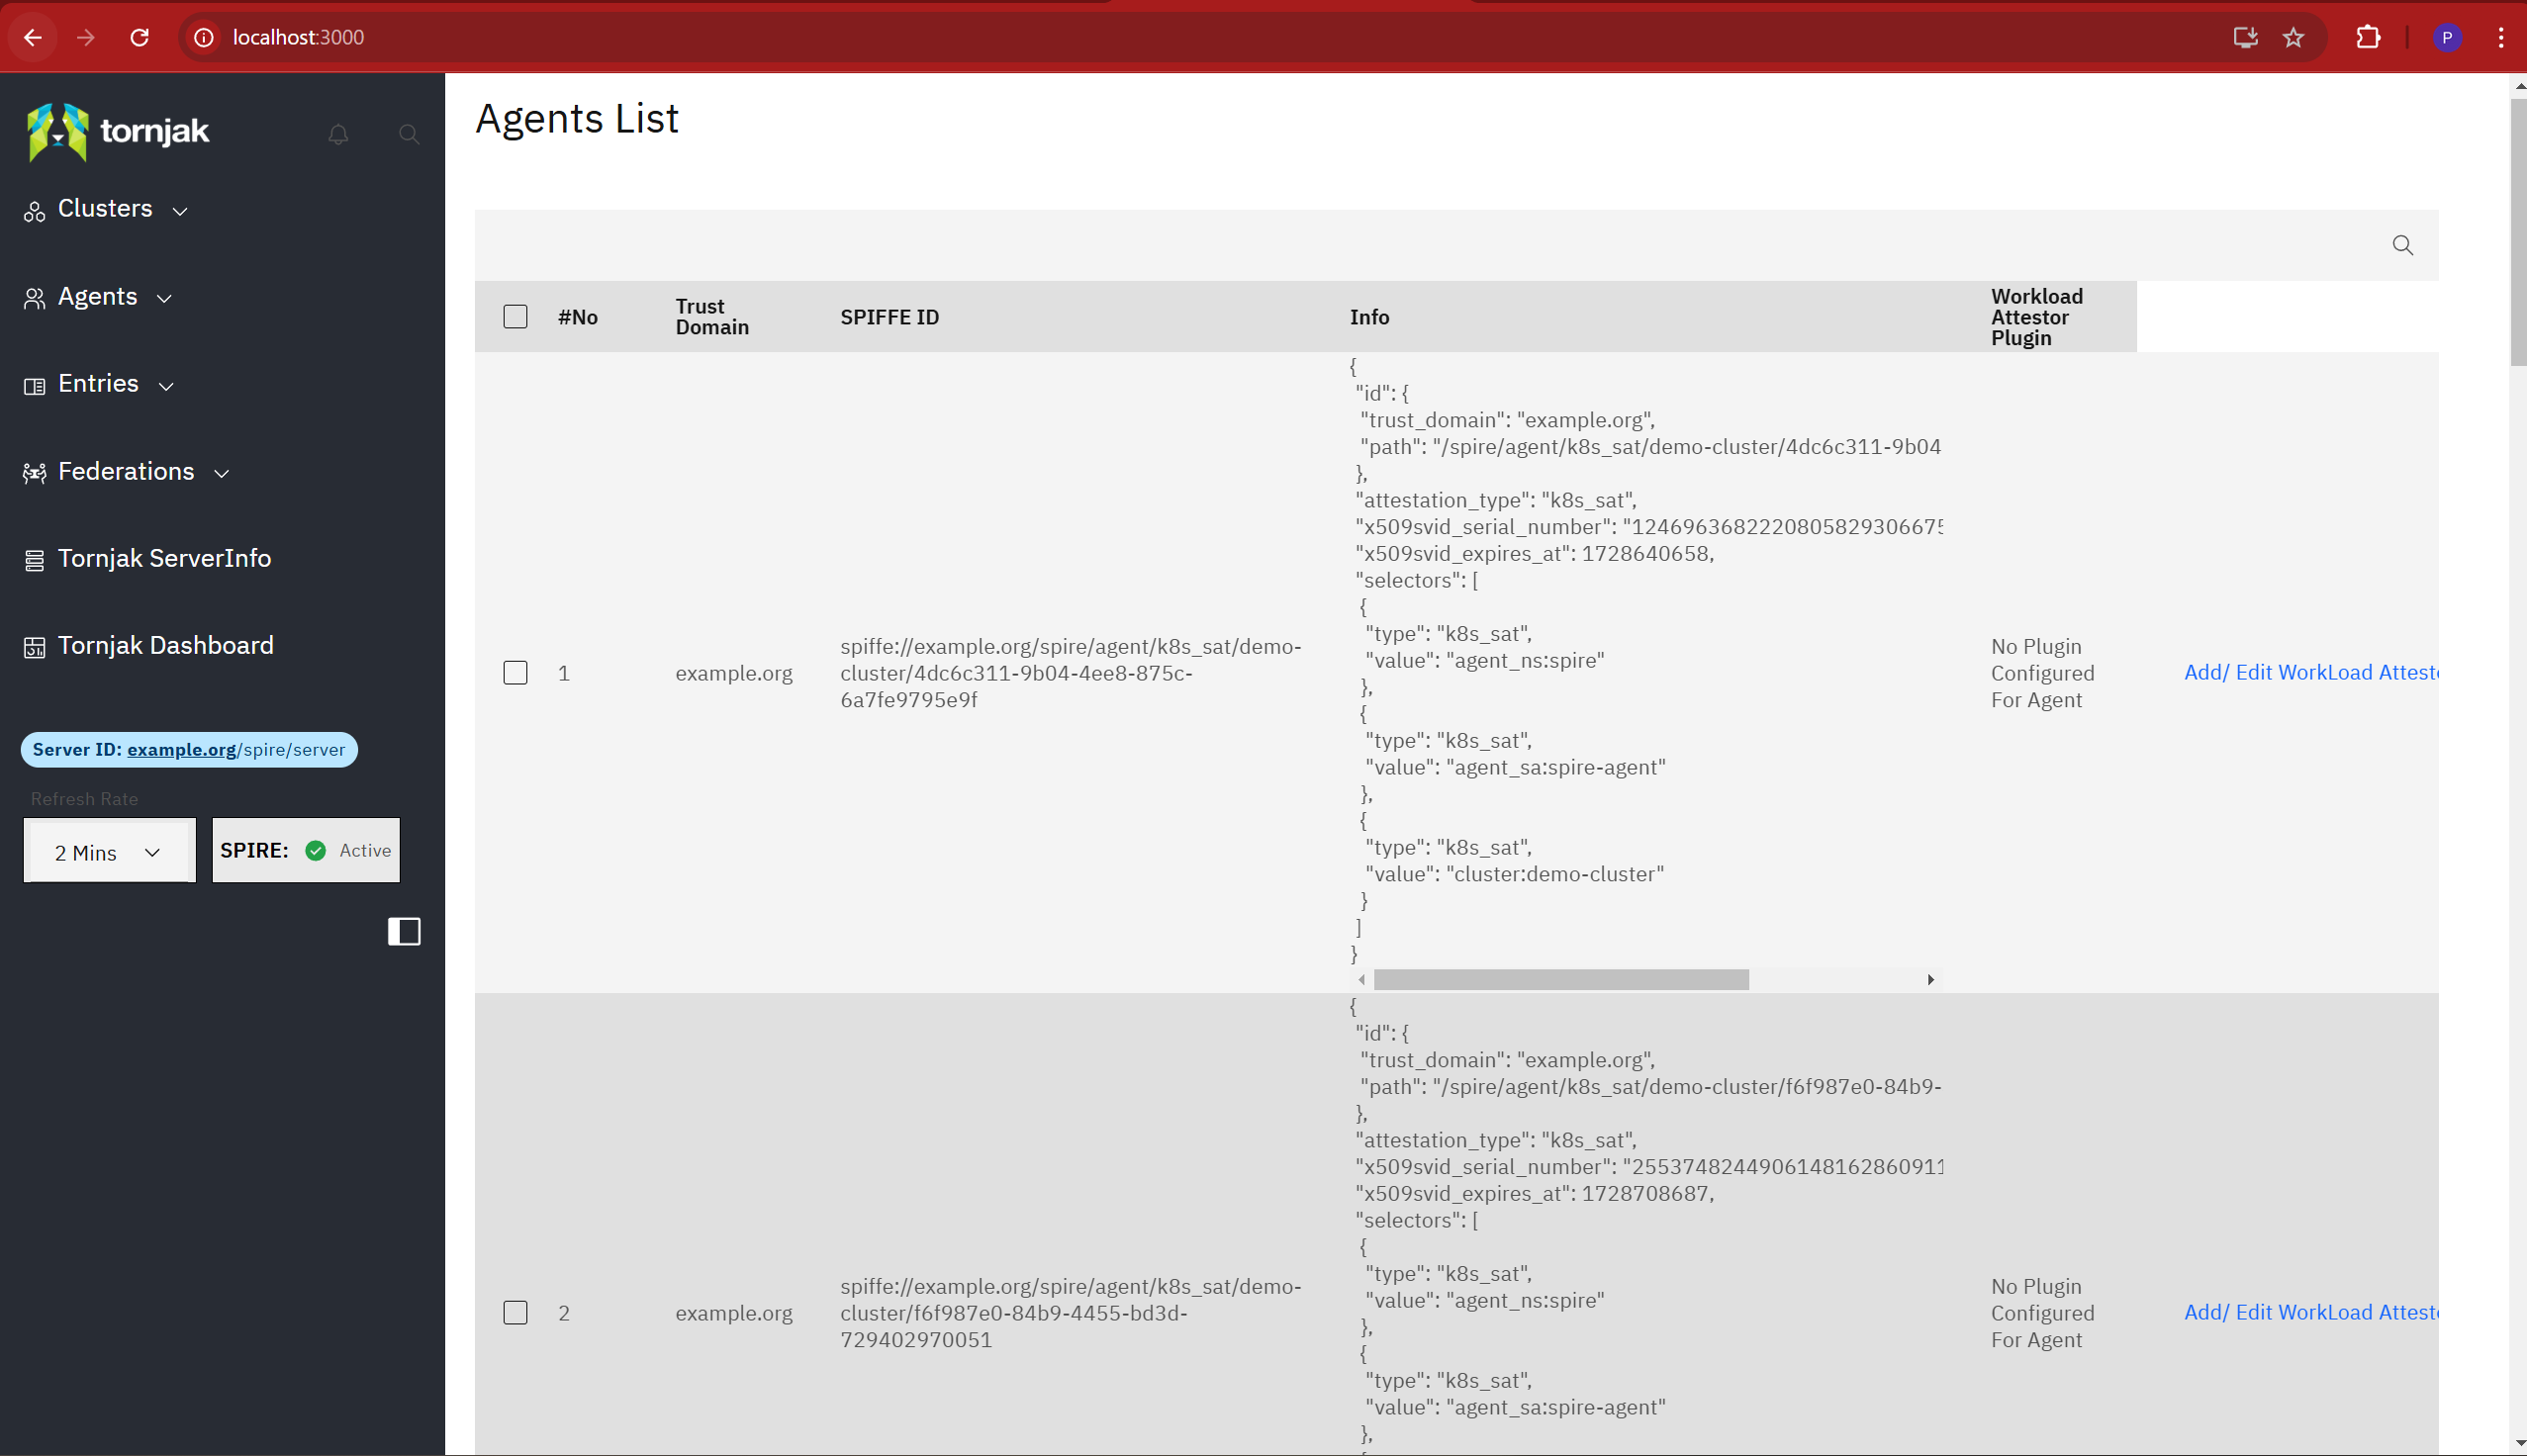 localhost:3000
P
tornjak
Clusters
Agents
Entries
Federations
Tornjak ServerInfo
Tornjak Dashboard
Server ID: example.org/spire/server
Refresh Rate
2 Mins
SPIRE: Active
Agents List
#No
Trust
Domain
SPIFFE ID
Info
Workload
Attestor
Plugin
1
example.org
spiffe://example.org/spire/agent/k8s_sat/demo-
cluster/4dc6c311-9b04-4ee8-875c-
6a7fe9795e9f
{
"id": {
"trust_domain": "example.org",
"path": "/spire/agent/k8s_sat/demo-cluster/4dc6c311-9b04
},
"attestation_type": "k8s_sat",
"x509svid_serial_number": "1246963682220805829306675
"x509svid_expires_at": 1728640658,
"selectors": [
{
"type": "k8s_sat",
"value": "agent_ns:spire"
},
{
"type": "k8s_sat",
"value": "agent_sa:spire-agent"
},
{
"type": "k8s_sat",
"value": "cluster:demo-cluster"
}
]
}
No Plugin
Configured
For Agent
Add/ Edit WorkLoad Atteste
2
example.org
spiffe://example.org/spire/agent/k8s_sat/demo-
cluster/f6f987e0-84b9-4455-bd3d-
729402970051
{
"id": {
"trust_domain": "example.org",
"path": "/spire/agent/k8s_sat/demo-cluster/f6f987e0-84b9-
},
"attestation_type": "k8s_sat",
"x509svid_serial_number": "2553748244906148162860911
"x509svid_expires_at": 1728708687,
"selectors": [
{
"type": "k8s_sat",
"value": "agent_ns:spire"
},
{
"type": "k8s_sat",
"value": "agent_sa:spire-agent"
},
No Plugin
Configured
For Agent
Add/ Edit WorkLoad Atteste